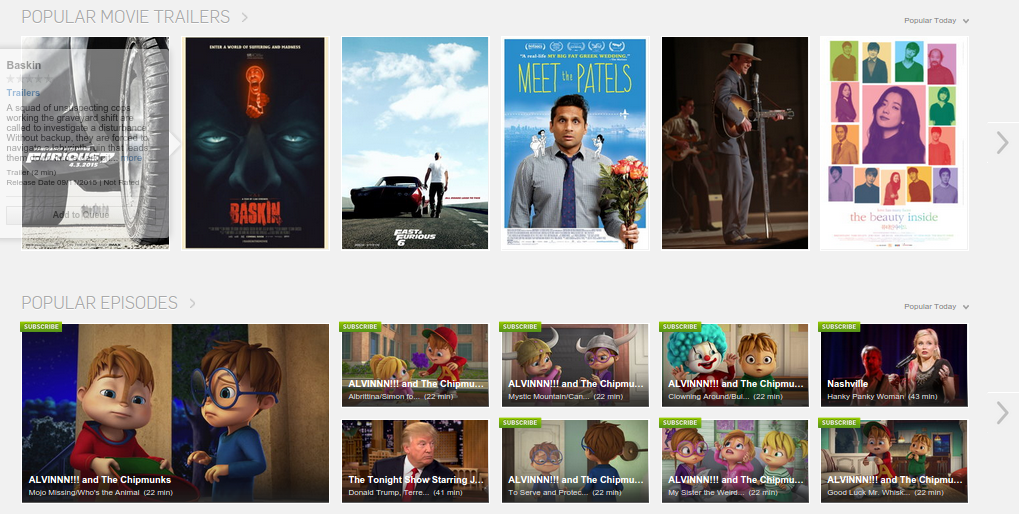 POPULAR MOVIE TRAILERS
Popular Today
Baskin
Trailers
A squad of unsuspecting cops
working the graveyard shift are
called to investigate a disturbance.
Without backup, they are forced to
that leads
them
more
Trailer (2 min)
Release Date 09/11/2015 | Not Rated
Add to Queue
FURIOUS 7
4.3.2015
ENTER A WORLD OF SUFFERING AND MADNESS
BASKIN
FAST & FURIOUS
6
A real-life MY BIG FAT GREEK WEDDING.
MEET the PATELS
the beauty inside
POPULAR EPISODES
Popular Today
SUBSCRIBE
ALVINNN!!! and The Chipmunks
Mojo Missing/Who's the Animal (22 min)
SUBSCRIBE
ALVINNN!!! and The Chipmu...
Albrittina/Simon fo... (22 min)
SUBSCRIBE
ALVINNN!!! and The Chipmu...
Mystic Mountain/Can... (22 min)
SUBSCRIBE
ALVINNN!!! and The Chipmu...
Clowning Around/Bui... (22 min)
SUBSCRIBE
Nashville
Hanky Panky Woman (43 min)
The Tonight Show Starring J...
Donald Trump, Terre... (41 min)
SUBSCRIBE
ALVINNN!!! and The Chipmu...
To Serve and Protec... (22 min)
SUBSCRIBE
ALVINNN!!! and The Chipmu...
My Sister the Weird... (22 min)
SUBSCRIBE
ALVINNN!!! and The Chipmu...
Good Luck Mr. Whisk... (22 min)